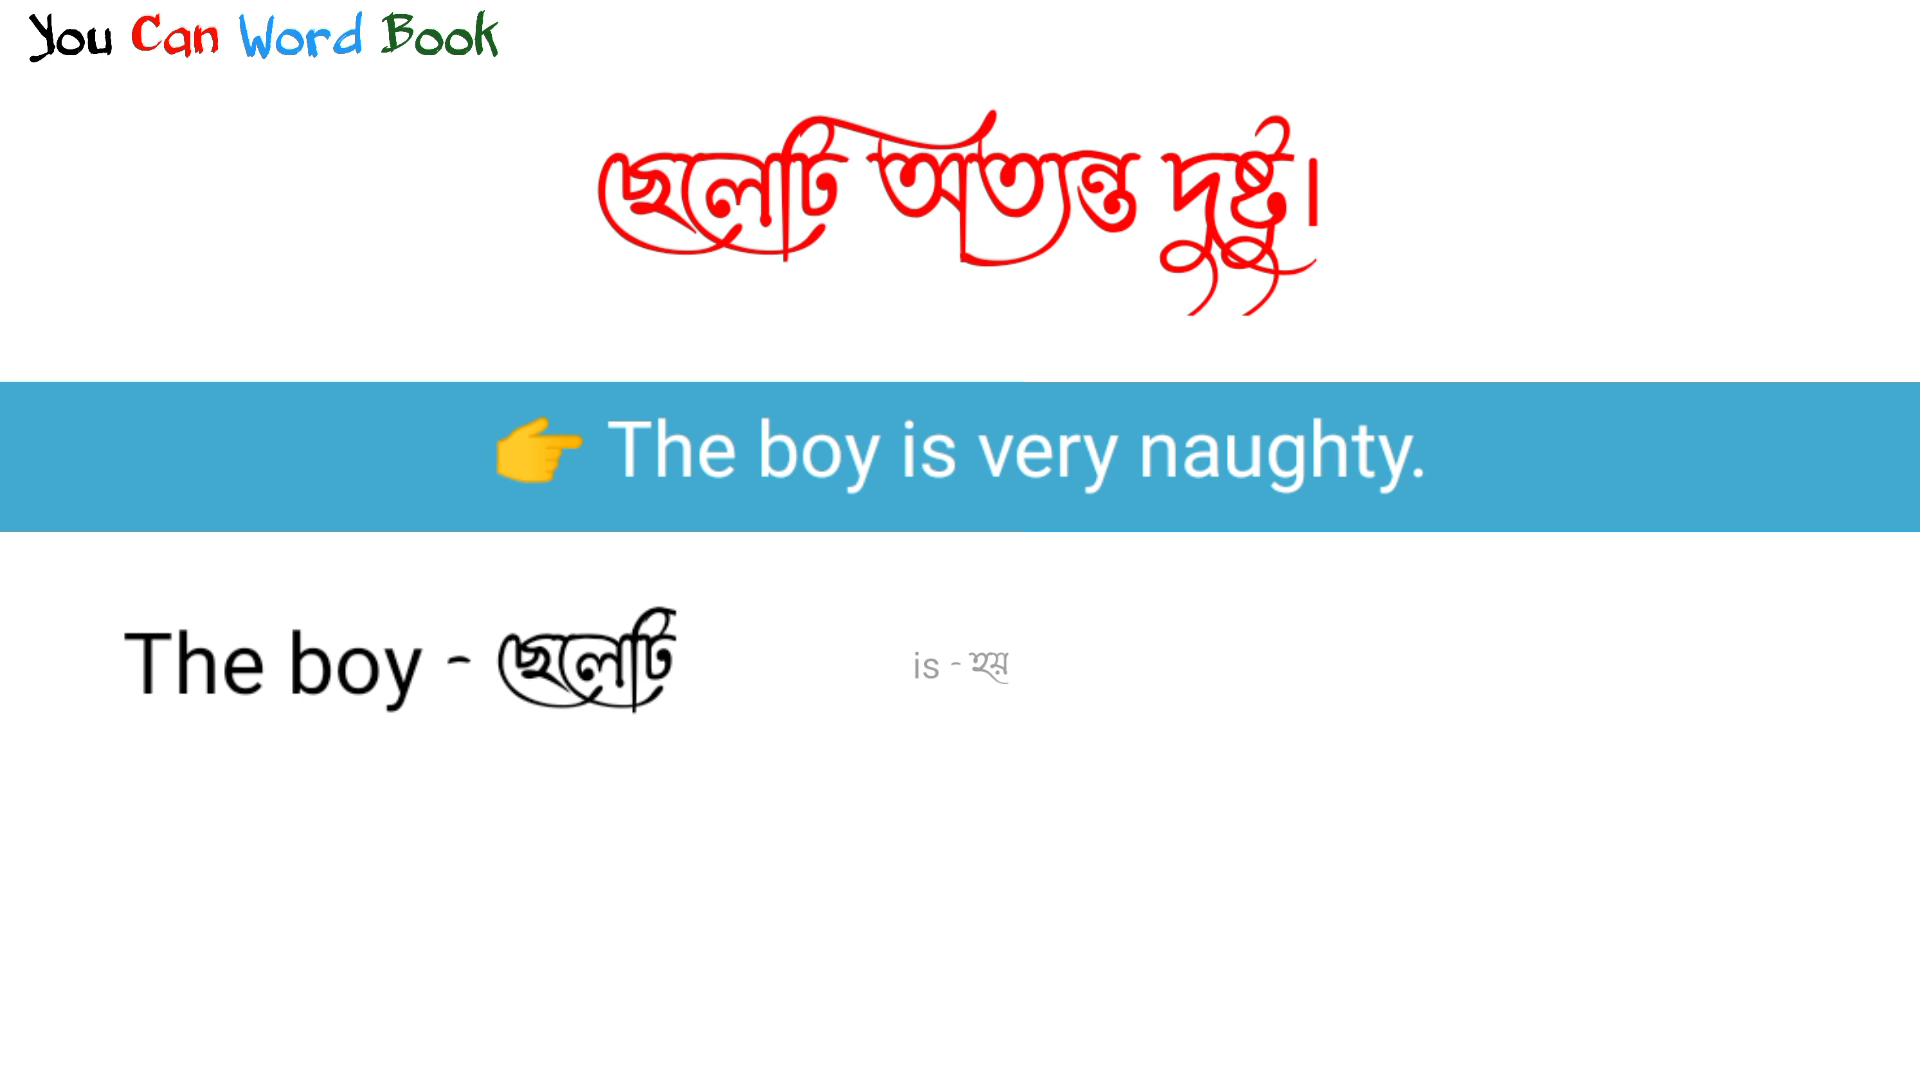 You Can Word Book
ছেলেটি অত্যন্ত দুষ্টু।
👉 The boy is very naughty.
The boy - ছেলেটি
is - হয়